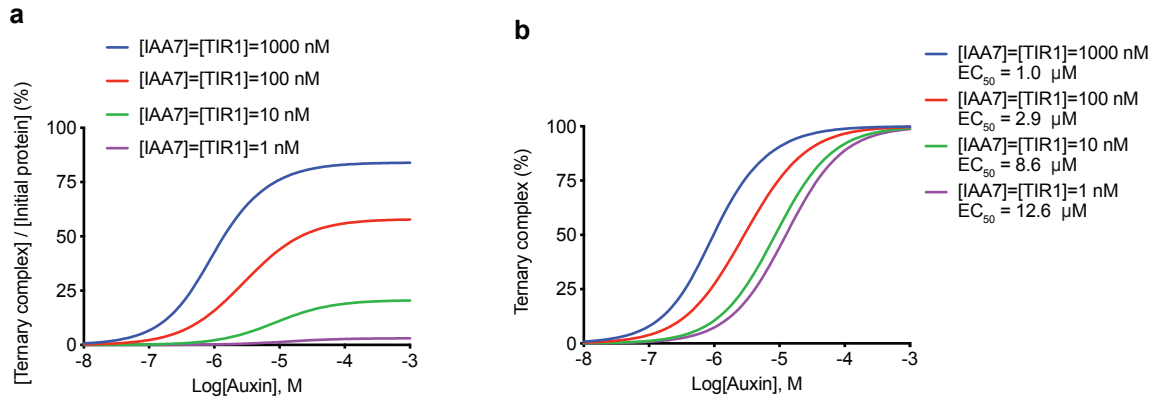 a
[IAA7]=[TIR1]=1000 nM
[IAA7]=[TIR1]=100 nM
[IAA7]=[TIR1]=10 nM
[IAA7]=[TIR1]=1 nM
[Ternary complex] / [Initial protein] (%)
100
75
50
25
0
-8 -7 -6 -5 -4 -3
Log[Auxin], M
b
[IAA7]=[TIR1]=1000 nM
EC₅₀ = 1.0 µM
[IAA7]=[TIR1]=100 nM
EC₅₀ = 2.9 µM
[IAA7]=[TIR1]=10 nM
EC₅₀ = 8.6 µM
[IAA7]=[TIR1]=1 nM
EC₅₀ = 12.6 µM
Ternary complex (%)
100
75
50
25
0
-8 -7 -6 -5 -4 -3
Log[Auxin], M